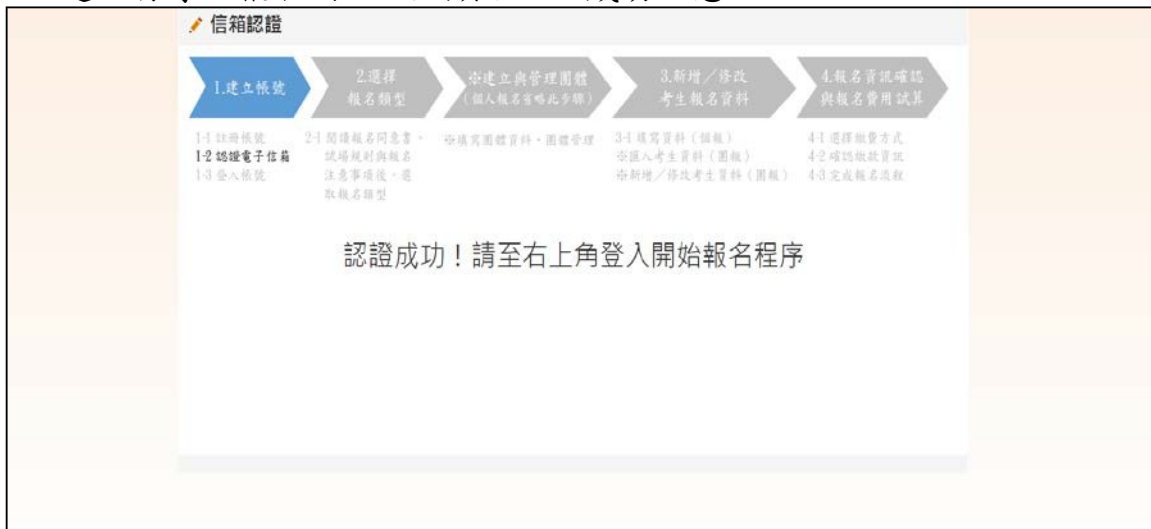 信箱認證
1.建立帳號
2.選擇
報名類型
※建立與管理團體
(個人報名省略此步驟)
3.新增／修改
考生報名資料
4.報名資訊確認
與報名費用試算
1-1 註冊帳號
1-2 認證電子信箱
1-3 登入帳號
2-1 閱讀報名同意書、
試場規則與報名
注意事項後，選
取報名類型
※填寫團體資料、團體管理
3-1 填寫資料（個報）
※匯入考生資料（團報）
※新增／修改考生資料（團報）
4-1 選擇繳費方式
4-2 確認繳款資訊
4-3 完成報名流程
認證成功！請至右上角登入開始報名程序